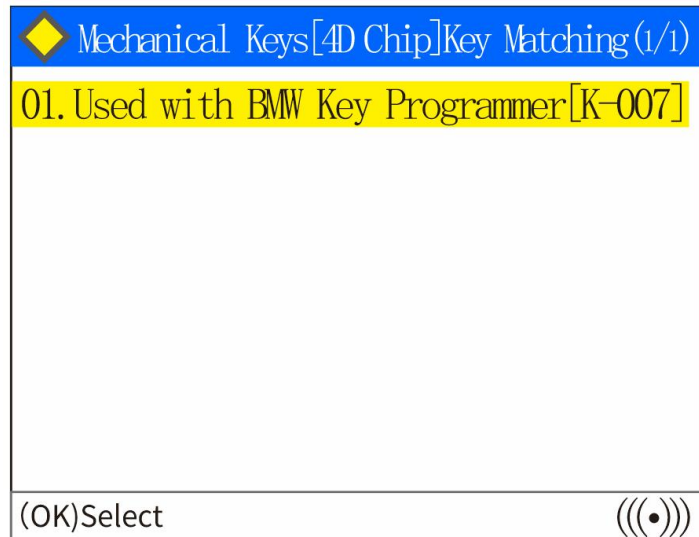 Mechanical Keys[4D Chip]Key Matching(1/1)
01.Used with BMW Key Programmer[K-007]
(OK)Select